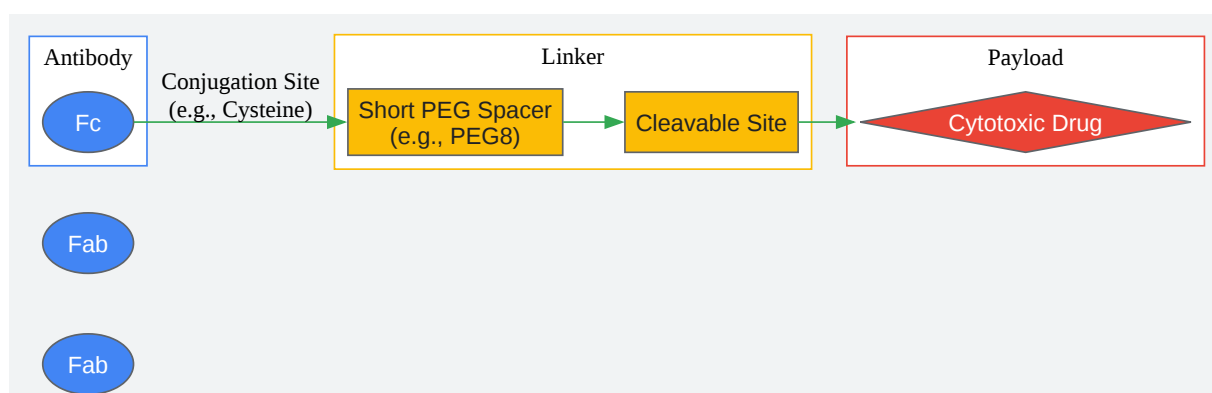 Antibody
Fc
Conjugation Site
(e.g., Cysteine)
Linker
Short PEG Spacer
(e.g., PEG8)
Cleavable Site
Payload
Cytotoxic Drug
Fab
Fab